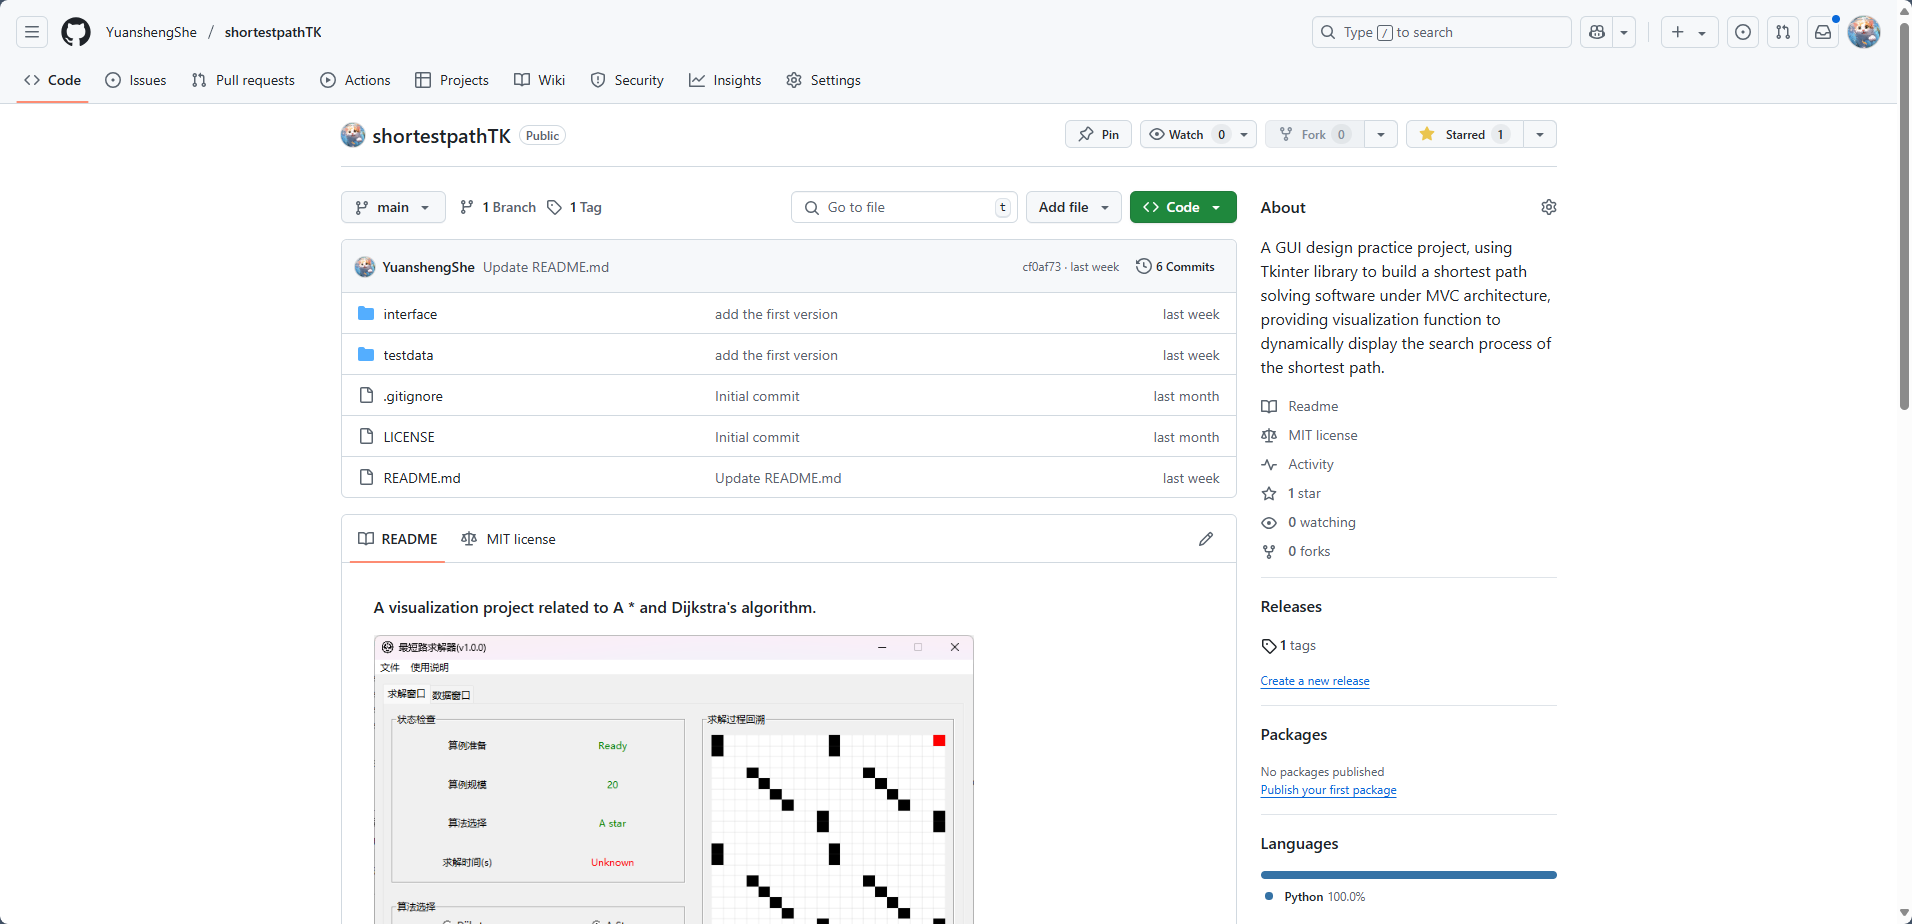 YuanshengShe / shortestpathTK
Type / to search
Code Issues Pull requests Actions Projects Wiki Security Insights Settings
shortestpathTK Public
Pin Watch 0 Fork 0 Starred 1
main 1 Branch 1 Tag Go to file t Add file Code
YuanshengShe Update README.md cf0af73 · last week 6 Commits
interface add the first version last week
testdata add the first version last week
.gitignore Initial commit last month
LICENSE Initial commit last month
README.md Update README.md last week
README MIT license
A visualization project related to A * and Dijkstra's algorithm.
最短路求解器(v1.0.0)
文件 使用说明
求解窗口 数据窗口
状态检查
算例准备 Ready
算例规模 20
算法选择 A star
求解时间(s) Unknown
算法选择
求解过程回溯
About
A GUI design practice project, using
Tkinter library to build a shortest path
solving software under MVC architecture,
providing visualization function to
dynamically display the search process of
the shortest path.
Readme
MIT license
Activity
1 star
0 watching
0 forks
Releases
1 tags
Create a new release
Packages
No packages published
Publish your first package
Languages
Python 100.0%